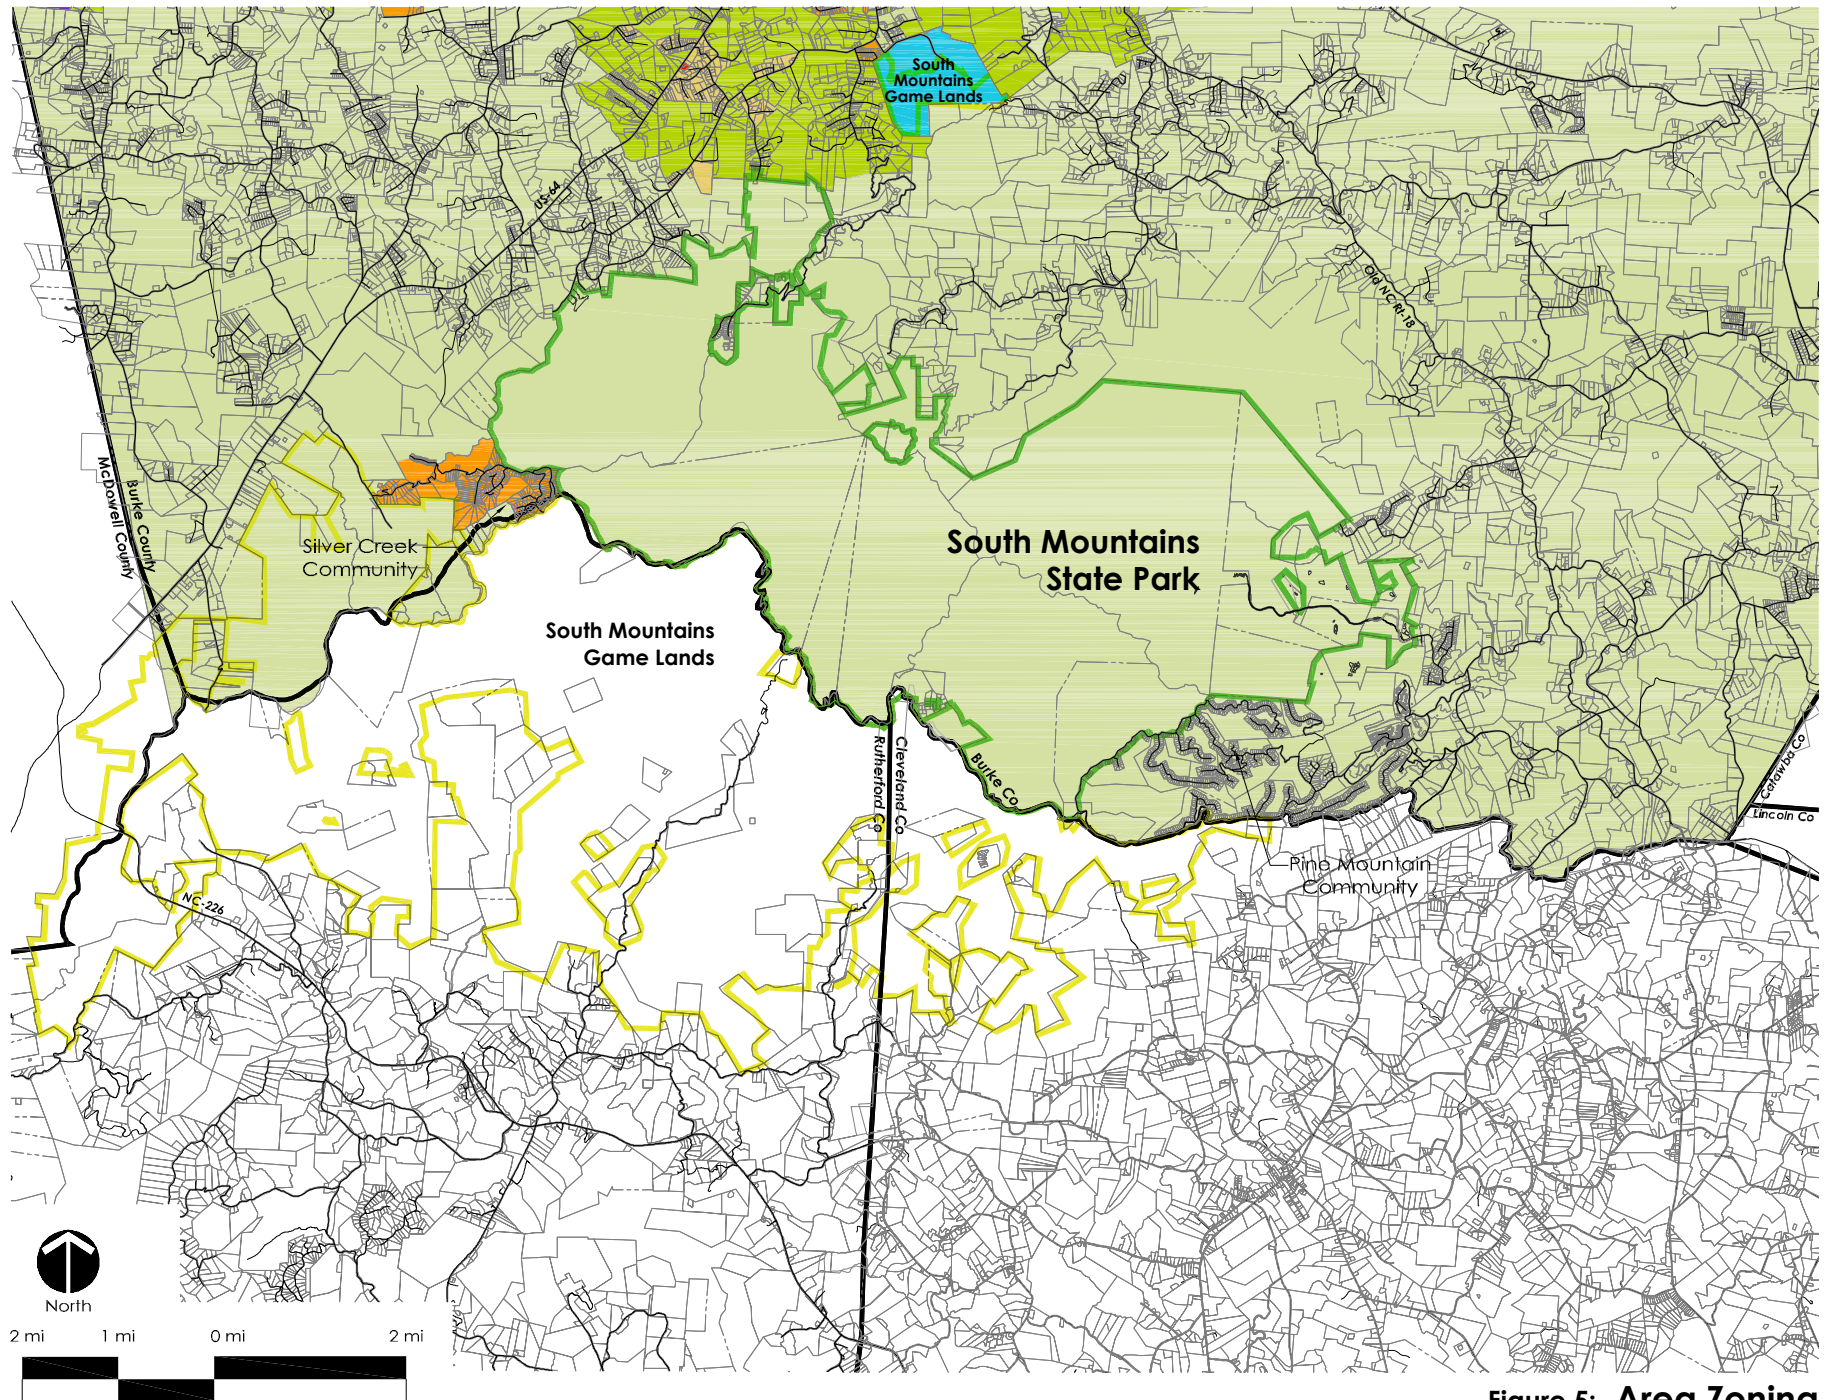 South
Mountains
Game Lands
US-64
Old NC Rt-18
McDowell County
Burke County
Silver Creek
Community
South Mountains
State Park
South Mountains
Game Lands
Rutherford Co
Cleveland Co
Burke Co
Catawba Co
Lincoln Co
Pine Mountain
Community
NC-226
North
2 mi 1 mi 0 mi 2 mi
Figure 5: Area Zoning